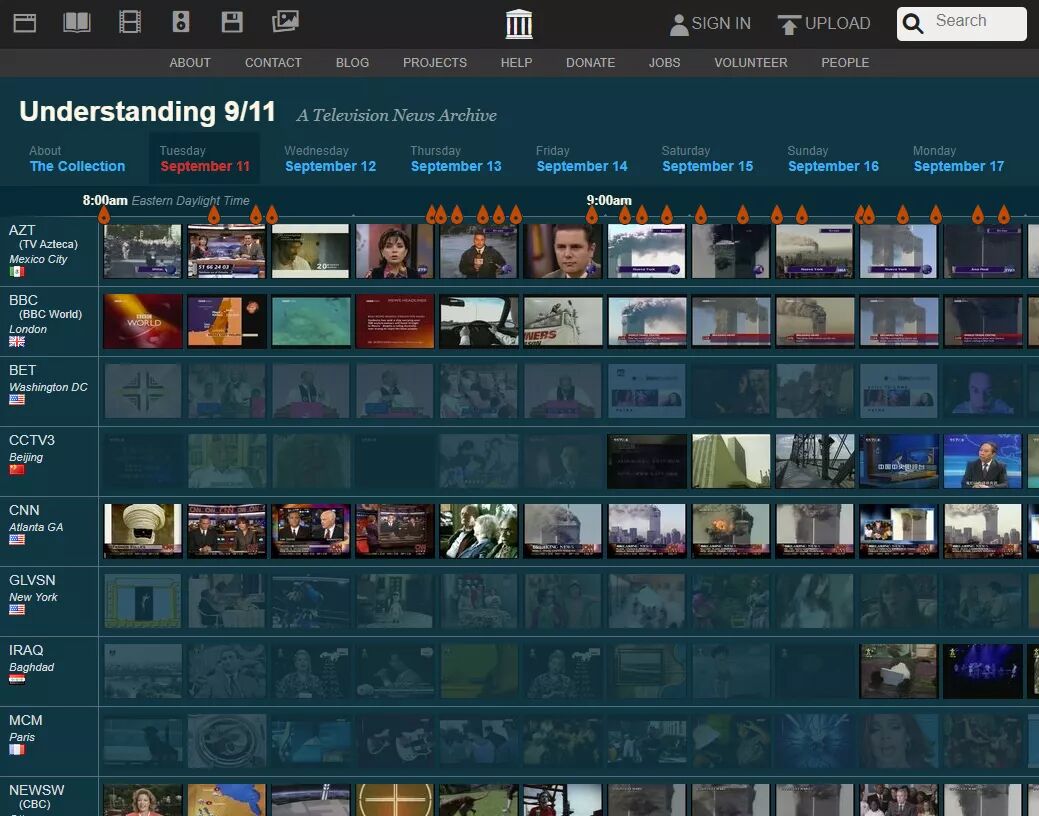 SIGN IN UPLOAD Search
ABOUT CONTACT BLOG PROJECTS HELP DONATE JOBS VOLUNTEER PEOPLE
Understanding 9/11 A Television News Archive
About Tuesday Wednesday Thursday Friday Saturday Sunday Monday
The Collection September 11 September 12 September 13 September 14 September 15 September 16 September 17
8:00am Eastern Daylight Time 9:00am
AZT
(TV Azteca)
Mexico City
BBC
(BBC World)
London
BBC
WORLD
BET
Washington DC
CCTV3
Beijing
CNN
Atlanta GA
GLVSN
New York
IRAQ
Baghdad
MCM
Paris
NEWSW
(CBC)